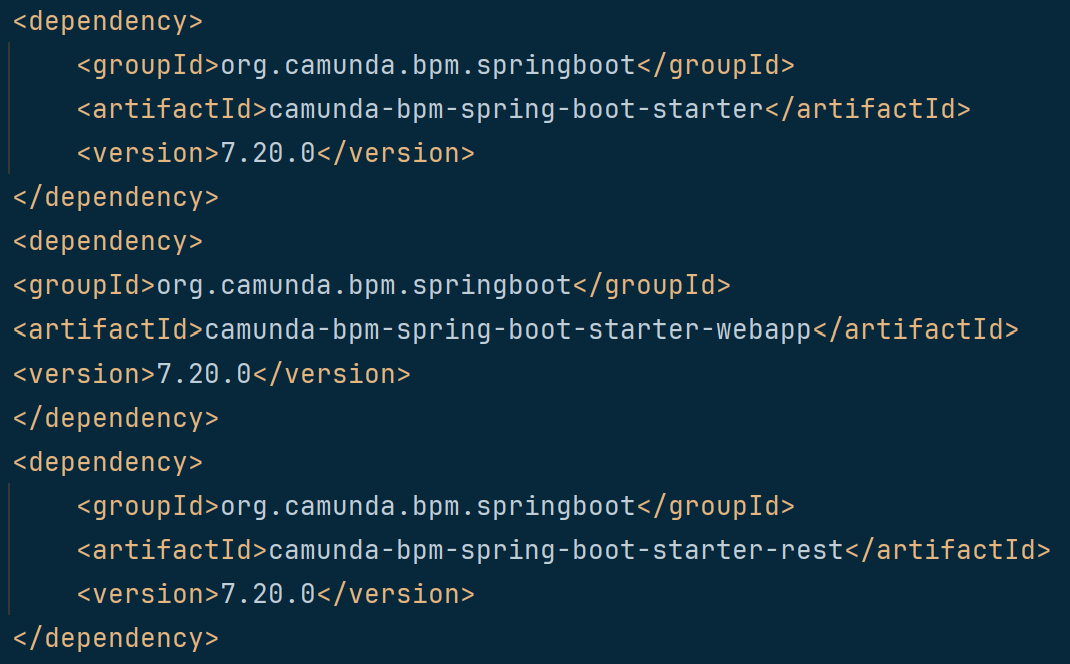 <dependency>
    <groupId>org.camunda.bpm.springboot</groupId>
    <artifactId>camunda-bpm-spring-boot-starter</artifactId>
    <version>7.20.0</version>
</dependency>
<dependency>
<groupId>org.camunda.bpm.springboot</groupId>
<artifactId>camunda-bpm-spring-boot-starter-webapp</artifactId>
<version>7.20.0</version>
</dependency>
<dependency>
    <groupId>org.camunda.bpm.springboot</groupId>
    <artifactId>camunda-bpm-spring-boot-starter-rest</artifactId>
    <version>7.20.0</version>
</dependency>